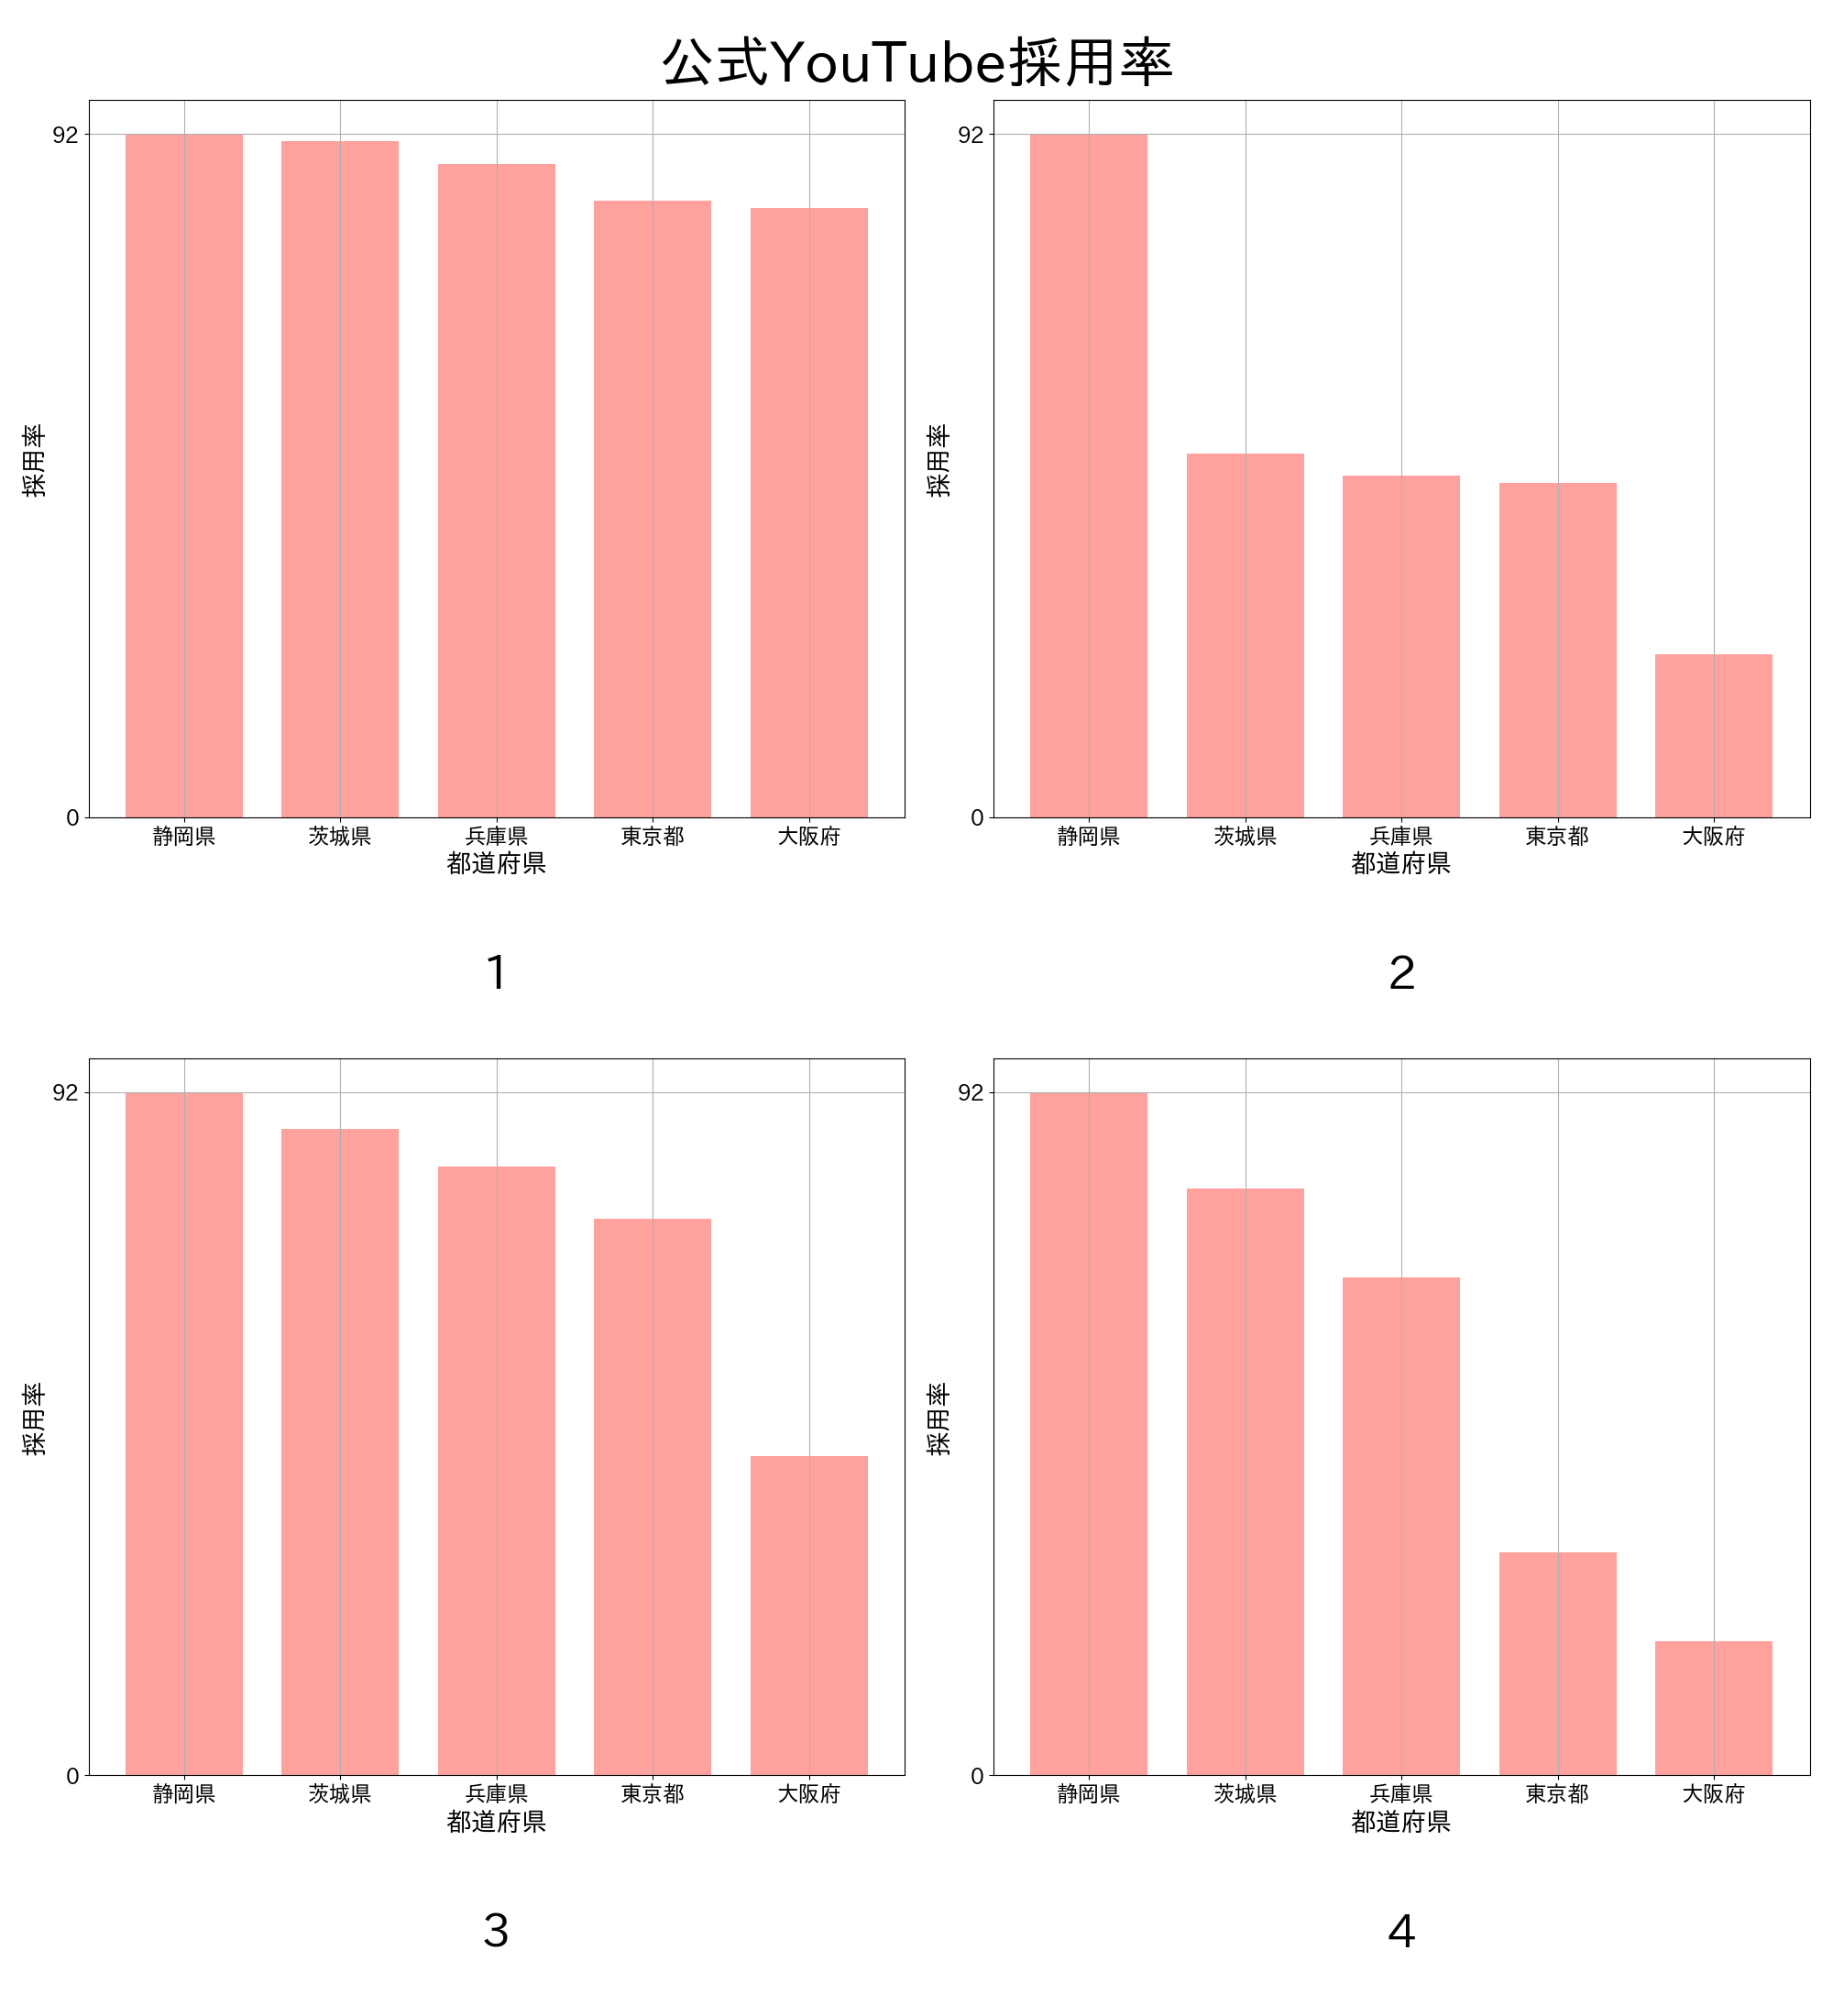 公式YouTube採用率
92
0
採用率
静岡県 茨城県 兵庫県 東京都 大阪府
都道府県
1
92
0
採用率
静岡県 茨城県 兵庫県 東京都 大阪府
都道府県
2
92
0
採用率
静岡県 茨城県 兵庫県 東京都 大阪府
都道府県
3
92
0
採用率
静岡県 茨城県 兵庫県 東京都 大阪府
都道府県
4